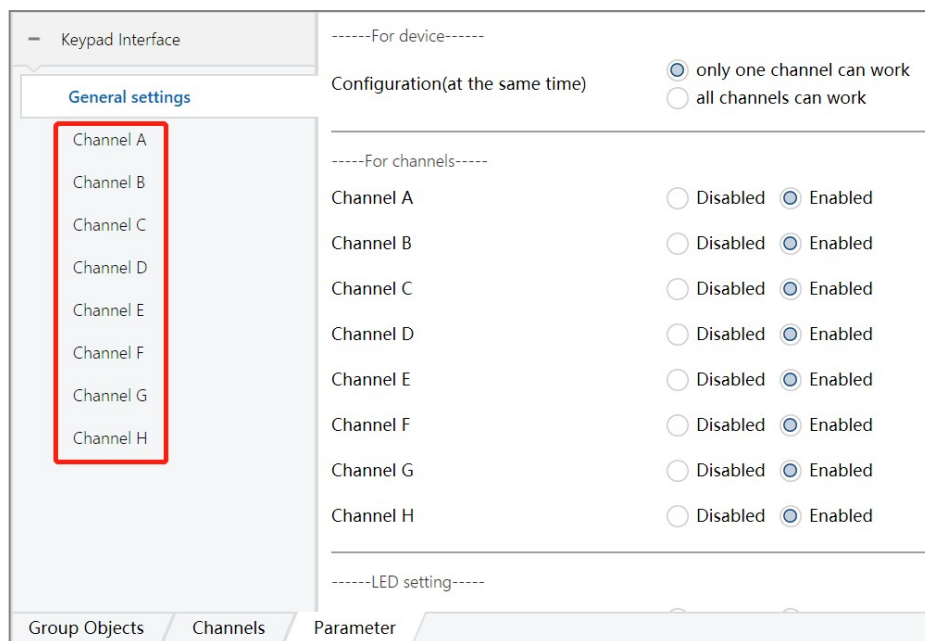 Keypad Interface
General settings
Channel A
Channel B
Channel C
Channel D
Channel E
Channel F
Channel G
Channel H
------For device------
Configuration(at the same time)
only one channel can work
all channels can work
-----For channels-----
Channel A Disabled Enabled
Channel B Disabled Enabled
Channel C Disabled Enabled
Channel D Disabled Enabled
Channel E Disabled Enabled
Channel F Disabled Enabled
Channel G Disabled Enabled
Channel H Disabled Enabled
------LED setting-----
Group Objects Channels Parameter